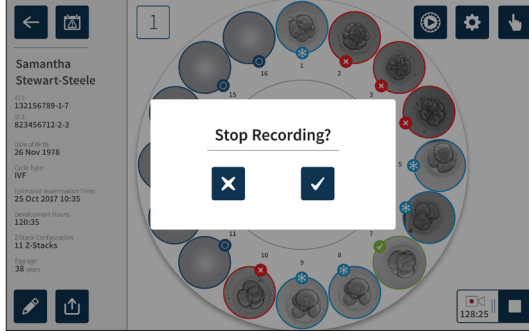 1
Samantha
Stewart-Steele
ID 1:
132156789-1-7
ID 2:
823456712-2-3
Date of Birth:
26 Nov 1978
Cycle Type:
IVF
Estimated Insemination Time:
25 Oct 2017 10:35
Development Hours:
120:35
Z-Stack Configuration:
11 Z-Stacks
Egg Age
38 years
16
1
2
15
3
5
Stop Recording?
11
7
10
9
8
128:25